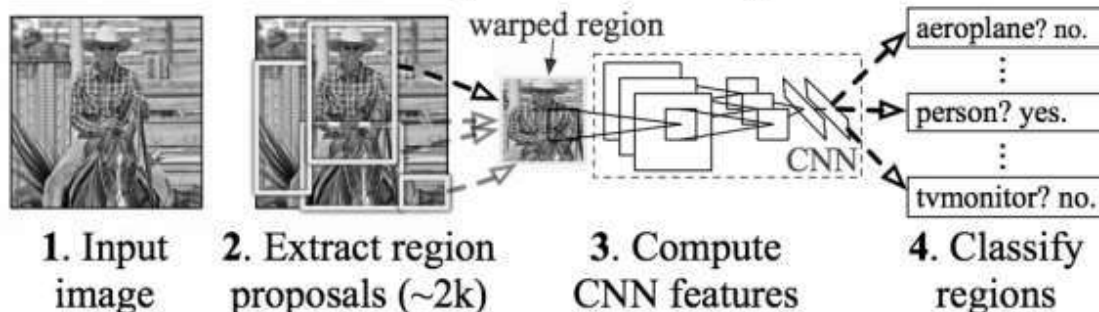 warped region
aeroplane? no.
person? yes.
CNN
tvmonitor? no.
1. Input
image
2. Extract region
proposals (~2k)
3. Compute
CNN features
4. Classify
regions